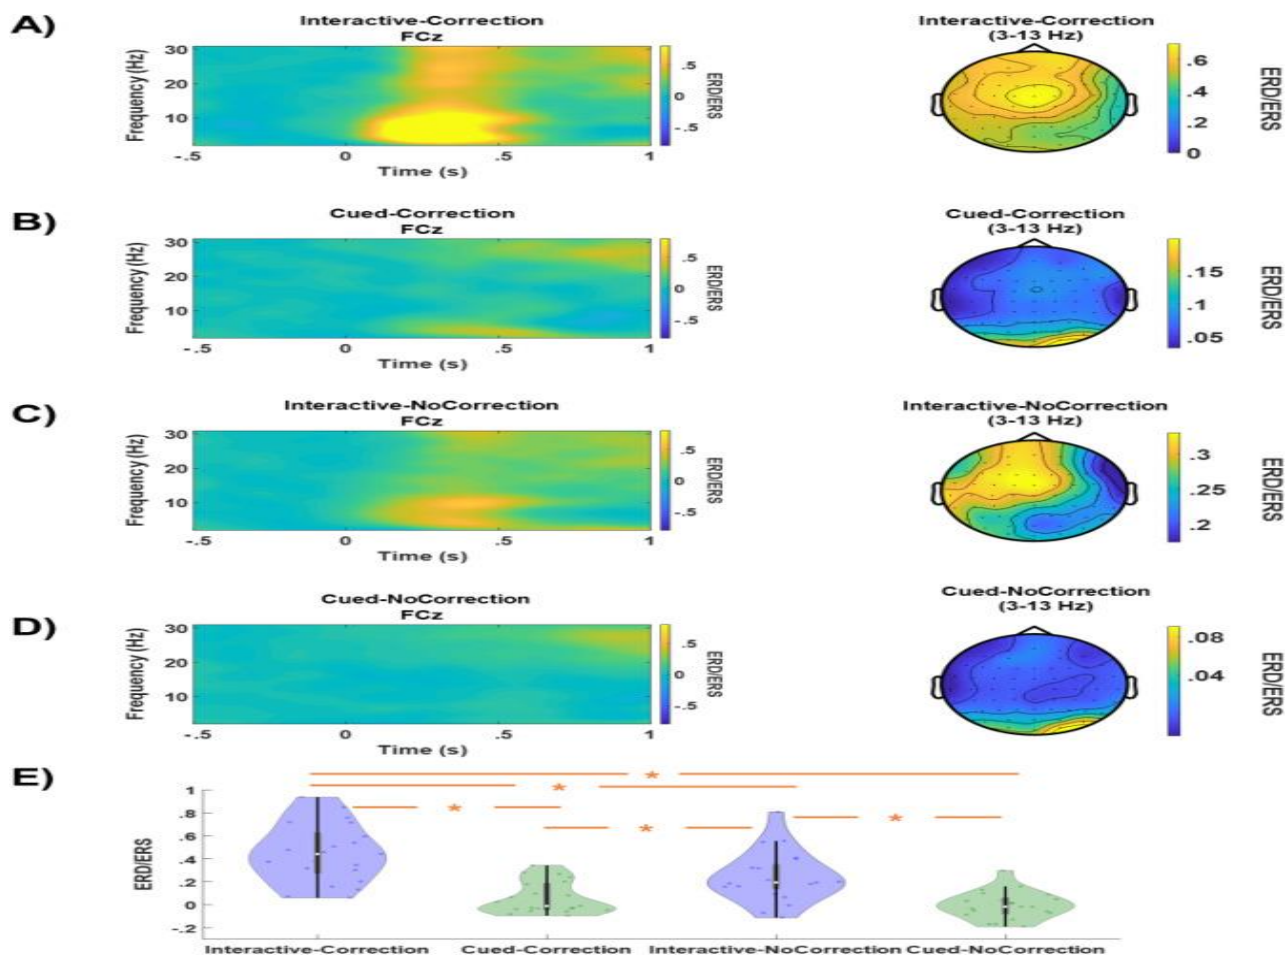 A)
Interactive-Correction
FCz
Frequency (Hz)
30
20
10
-.5
0
.5
1
Time (s)
.5
0
-.5
ERD/ERS
Interactive-Correction
(3-13 Hz)
.6
.4
.2
0
ERD/ERS
B)
Cued-Correction
FCz
Frequency (Hz)
30
20
10
-.5
0
.5
1
Time (s)
.5
0
-.5
ERD/ERS
Cued-Correction
(3-13 Hz)
.15
.1
.05
ERD/ERS
C)
Interactive-NoCorrection
FCz
Frequency (Hz)
30
20
10
-.5
0
.5
1
Time (s)
.5
0
-.5
ERD/ERS
Interactive-NoCorrection
(3-13 Hz)
.3
.25
.2
ERD/ERS
D)
Cued-NoCorrection
FCz
Frequency (Hz)
30
20
10
-.5
0
.5
1
Time (s)
.5
0
-.5
ERD/ERS
Cued-NoCorrection
(3-13 Hz)
.08
.04
ERD/ERS
E)
ERD/ERS
1
.8
.6
.4
.2
0
-.2
* * * * *
Interactive-Correction Cued-Correction Interactive-NoCorrection Cued-NoCorrection